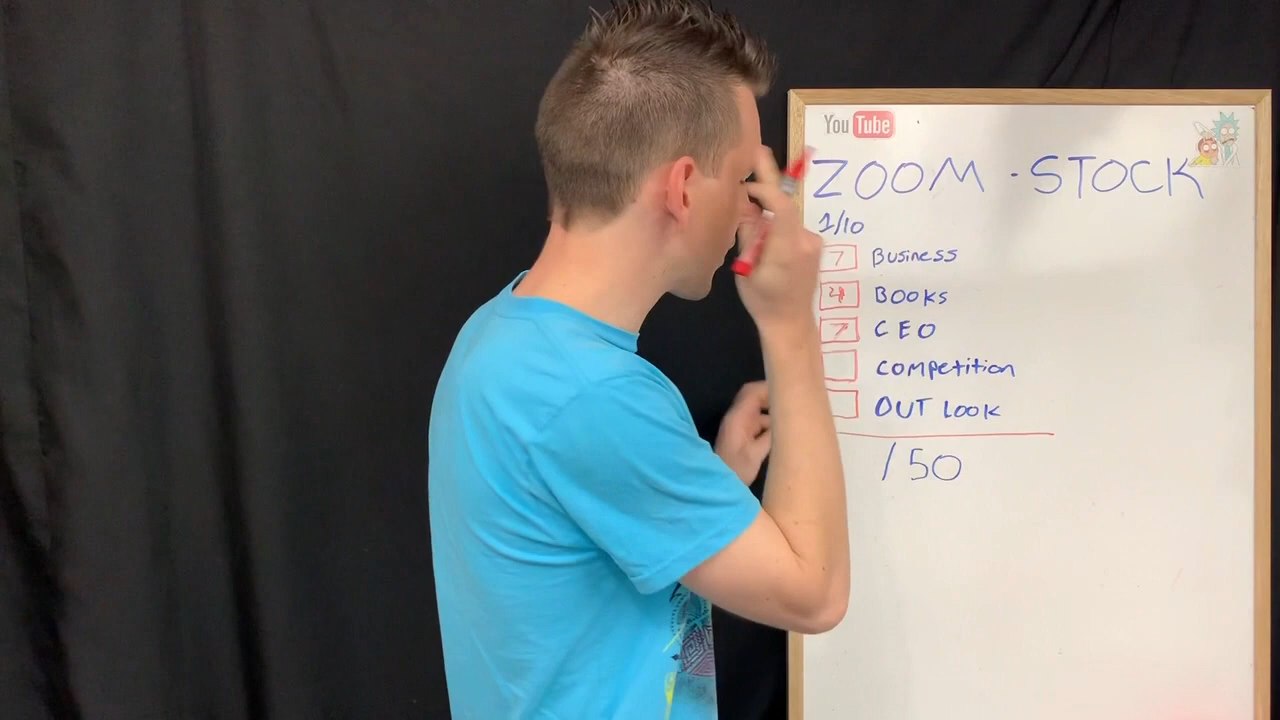 YouTube
ZOOM - STOCK
1/10
7 Business
4 BOOKS
7 CEO
competition
OUT LOOK
/50